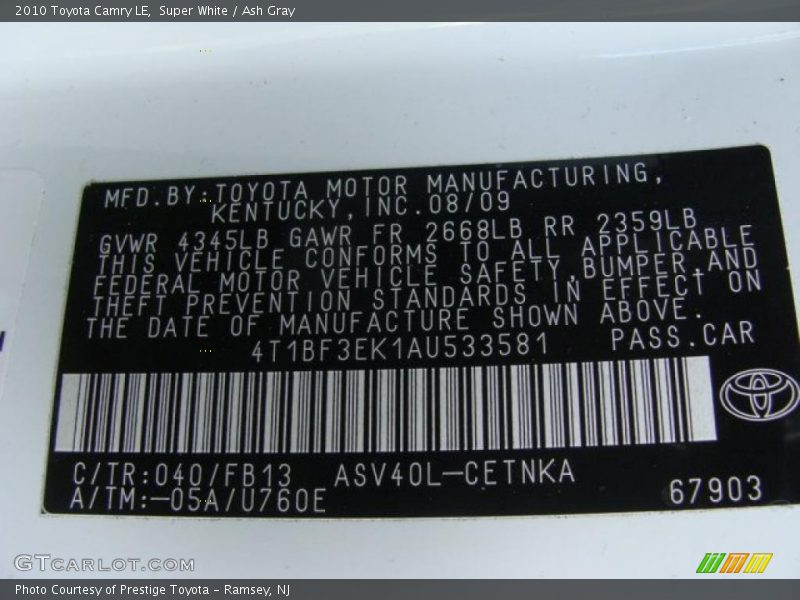 2010 Toyota Camry LE,  Super White / Ash Gray
MFD.BY:TOYOTA MOTOR MANUFACTURING,
KENTUCKY,INC.08/09
GVWR 4345LB GAWR FR 2668LB RR 2359LB
THIS VEHICLE CONFORMS TO ALL APPLICABLE
FEDERAL MOTOR VEHICLE SAFETY,BUMPER,AND
THEFT PREVENTION STANDARDS IN EFFECT ON
THE DATE OF MANUFACTURE SHOWN ABOVE.
4T1BF3EK1AU533581 PASS.CAR
C/TR:040/FB13 ASV40L-CETNKA
A/TM:-05A/U760E 67903
GTCARLOT.COM
Photo Courtesy of Prestige Toyota - Ramsey, NJ